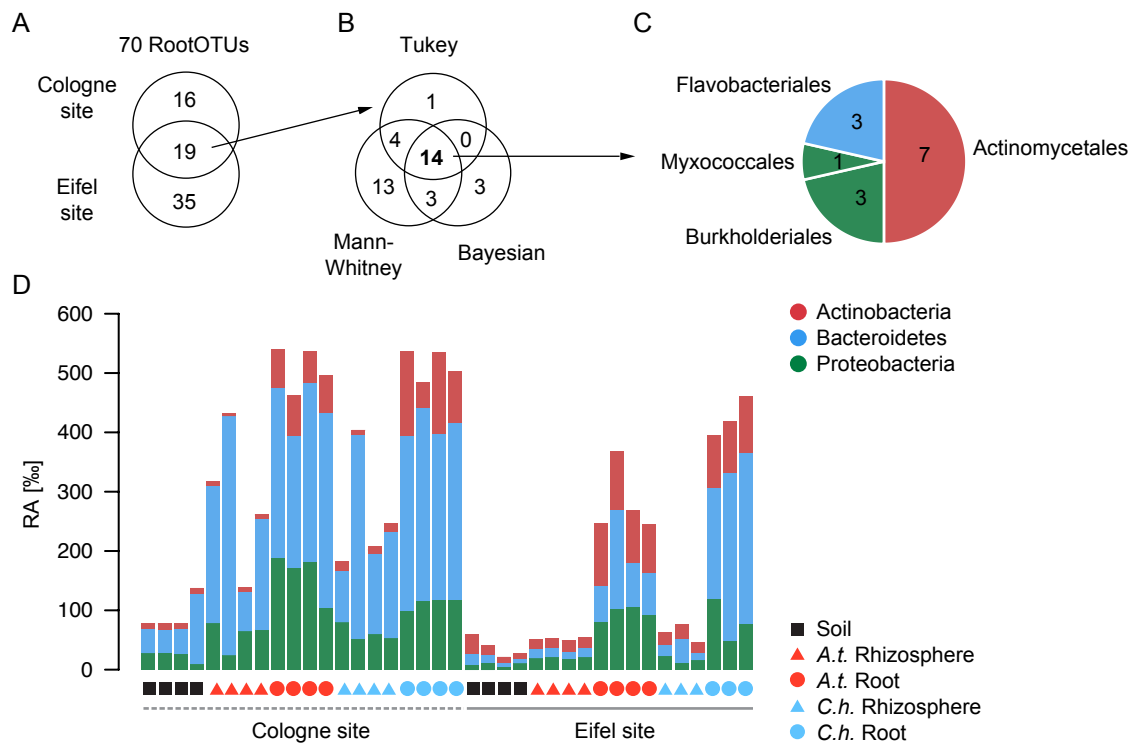 A
70 RootOTUs
Cologne
site
16
19
Eifel
site
35
B
Tukey
1
4
0
14
13
3
3
Mann-
Whitney
Bayesian
C
Flavobacteriales
3
Myxococcales
1
7
Actinomycetales
3
Burkholderiales
D
RA [‰]
600
500
400
300
200
100
0
Cologne site
Eifel site
Actinobacteria
Bacteroidetes
Proteobacteria
Soil
A.t. Rhizosphere
A.t. Root
C.h. Rhizosphere
C.h. Root